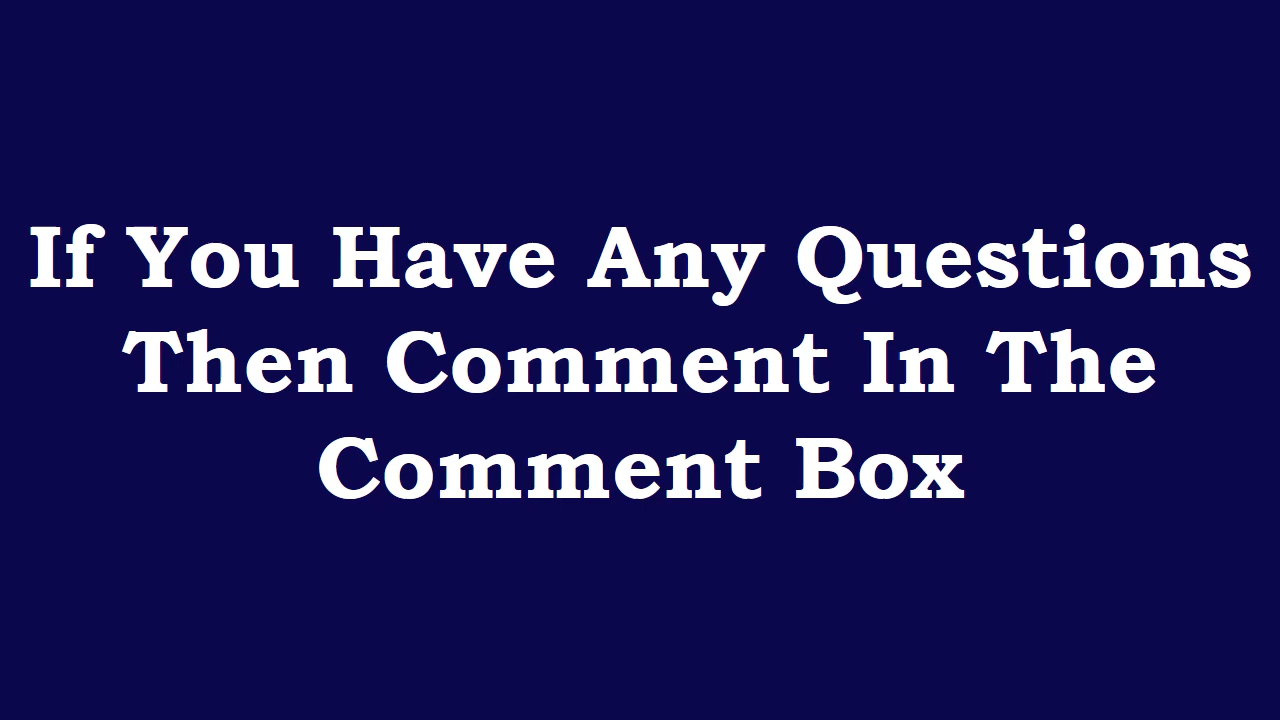 If You Have Any Questions
Then Comment In The
Comment Box